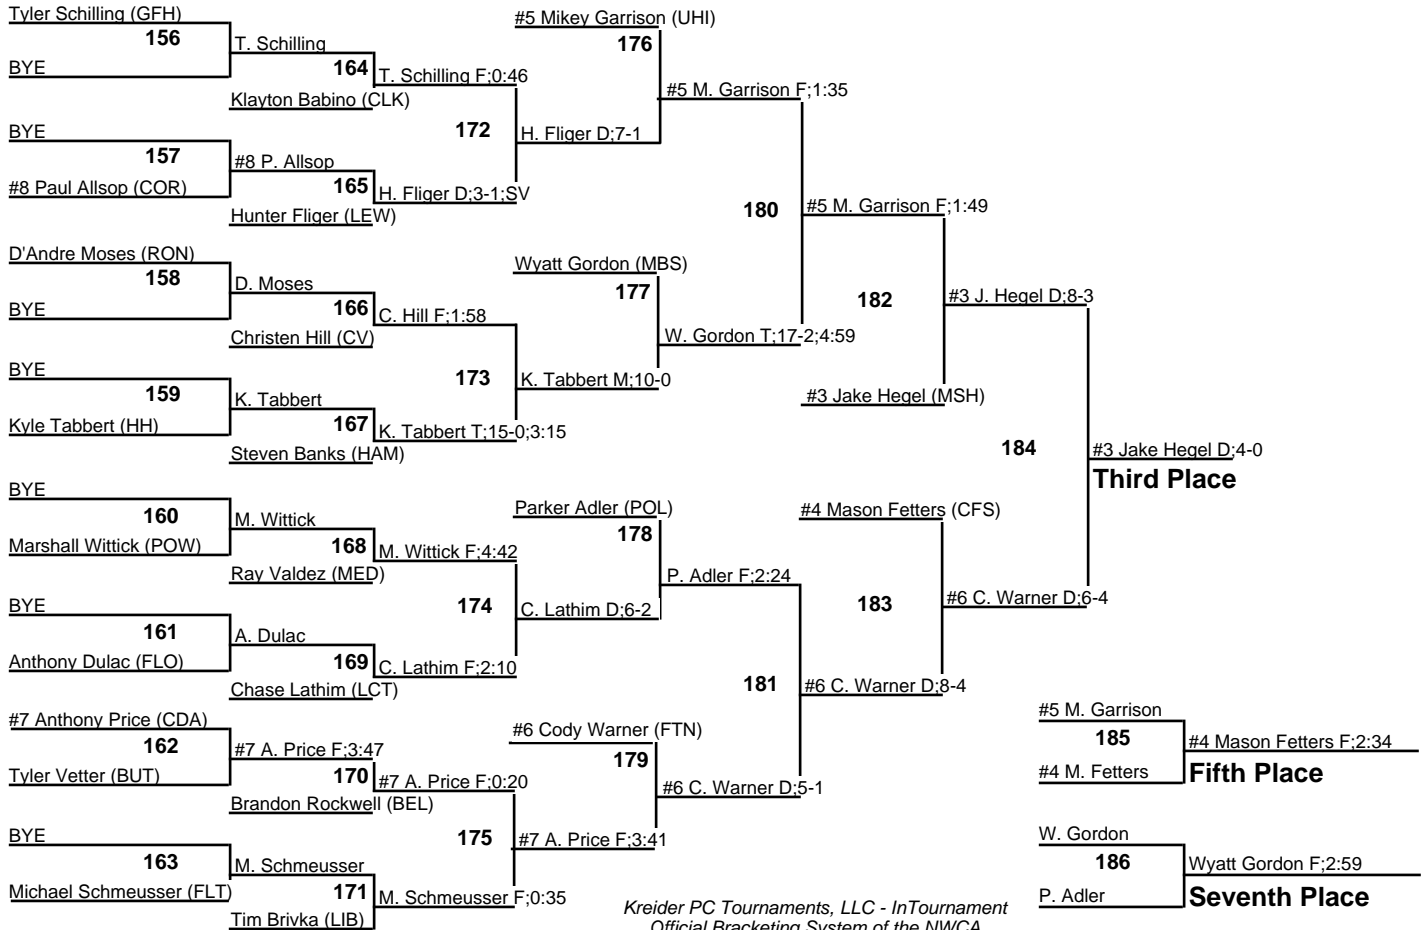 Tyler Schilling (GFH)
156
BYE
T. Schilling
164
Klayton Babino (CLK)
T. Schilling F;0:46
BYE
157
#8 Paul Allsop (COR)
#8 P. Allsop
165
Hunter Fliger (LEW)
H. Fliger D;3-1;SV
172
H. Fliger D;7-1
#5 Mikey Garrison (UHI)
176
#5 M. Garrison F;1:35
D'Andre Moses (RON)
158
BYE
D. Moses
166
Christen Hill (CV)
C. Hill F;1:58
BYE
159
Kyle Tabbert (HH)
K. Tabbert
167
Steven Banks (HAM)
K. Tabbert T;15-0;3:15
173
K. Tabbert M;10-0
Wyatt Gordon (MBS)
177
W. Gordon T;17-2;4:59
180
#5 M. Garrison F;1:49
182
#3 Jake Hegel (MSH)
#3 J. Hegel D;8-3
BYE
160
Marshall Wittick (POW)
M. Wittick
168
Ray Valdez (MED)
M. Wittick F;4:42
BYE
161
Anthony Dulac (FLO)
A. Dulac
169
Chase Lathim (LCT)
C. Lathim F;2:10
174
C. Lathim D;6-2
Parker Adler (POL)
178
P. Adler F;2:24
#7 Anthony Price (CDA)
162
Tyler Vetter (BUT)
#7 A. Price F;3:47
170
Brandon Rockwell (BEL)
#7 A. Price F;0:20
BYE
163
Michael Schmeusser (FLT)
M. Schmeusser
171
Tim Brivka (LIB)
M. Schmeusser F;0:35
175
#7 A. Price F;3:41
#6 Cody Warner (FTN)
179
#6 C. Warner D;5-1
181
#6 C. Warner D;8-4
#4 Mason Fetters (CFS)
183
#6 C. Warner D;6-4
184
#3 Jake Hegel D;4-0
Third Place
#5 M. Garrison
185
#4 M. Fetters
#4 Mason Fetters F;2:34
Fifth Place
W. Gordon
186
P. Adler
Wyatt Gordon F;2:59
Seventh Place
Kreider PC Tournaments, LLC - InTournament
Official Bracketing System of the NWCA